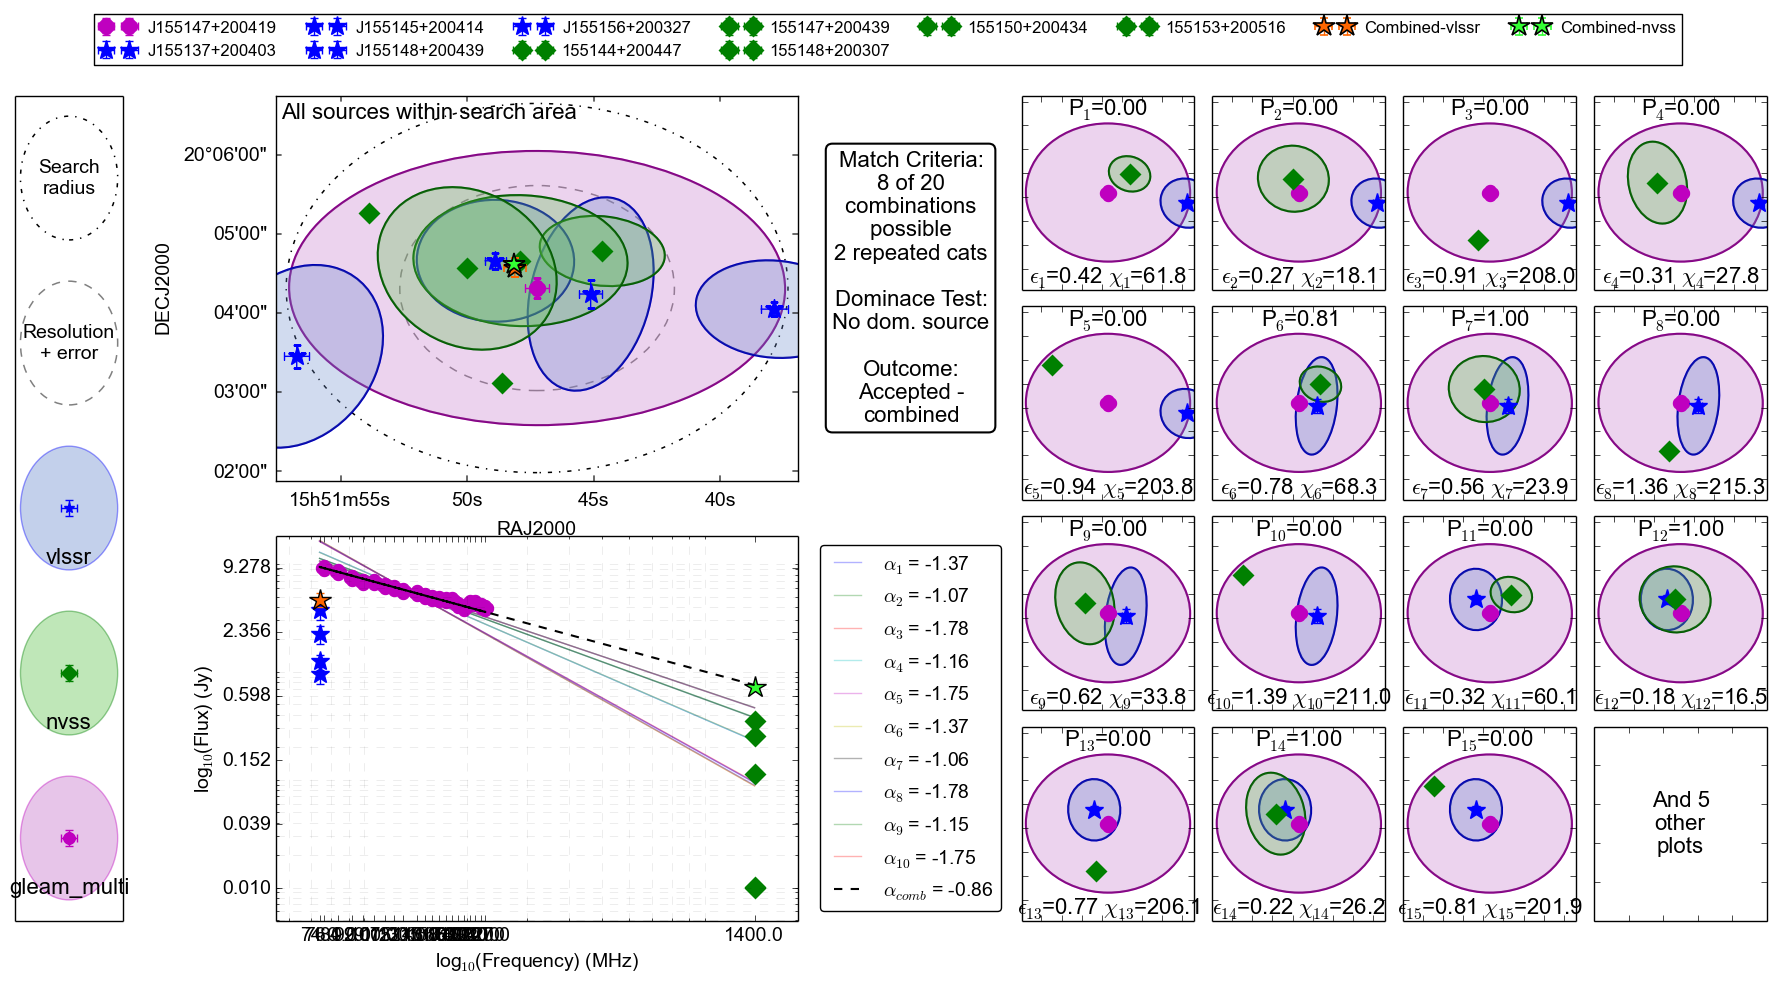 J155147+200419 J155145+200414 J155156+200327 155147+200439 155150+200434 155153+200516 Combined-vlssr Combined-nvss
J155137+200403 J155148+200439 155144+200447 155148+200307
Search
radius
Resolution
+ error
vlssr
nvss
gleam_multi
All sources within search area
DECJ2000
20°06'00"
05'00"
04'00"
03'00"
02'00"
15h51m55s 50s 45s 40s
RAJ2000
Match Criteria:
8 of 20
combinations
possible
2 repeated cats
Dominace Test:
No dom. source
Outcome:
Accepted -
combined
log10(Flux) (Jy)
9.278
2.356
0.598
0.152
0.039
0.010
1400.0
log10(Frequency) (MHz)
α1 = -1.37
α2 = -1.07
α3 = -1.78
α4 = -1.16
α5 = -1.75
α6 = -1.37
α7 = -1.06
α8 = -1.78
α9 = -1.15
α10 = -1.75
αcomb = -0.86
P1=0.00 P2=0.00 P3=0.00 P4=0.00
ϵ1=0.42 χ1=61.8 ϵ2=0.27 χ2=18.1 ϵ3=0.91 χ3=208.0 ϵ4=0.31 χ4=27.8
P5=0.00 P6=0.81 P7=1.00 P8=0.00
ϵ5=0.94 χ5=203.8 ϵ6=0.78 χ6=68.3 ϵ7=0.56 χ7=23.9 ϵ8=1.36 χ8=215.3
P9=0.00 P10=0.00 P11=0.00 P12=1.00
ϵ9=0.62 χ9=33.8 ϵ10=1.39 χ10=211.0 ϵ11=0.32 χ11=60.1 ϵ12=0.18 χ12=16.5
P13=0.00 P14=1.00 P15=0.00
ϵ13=0.77 χ13=206.1 ϵ14=0.22 χ14=26.2 ϵ15=0.81 χ15=201.9
And 5
other
plots